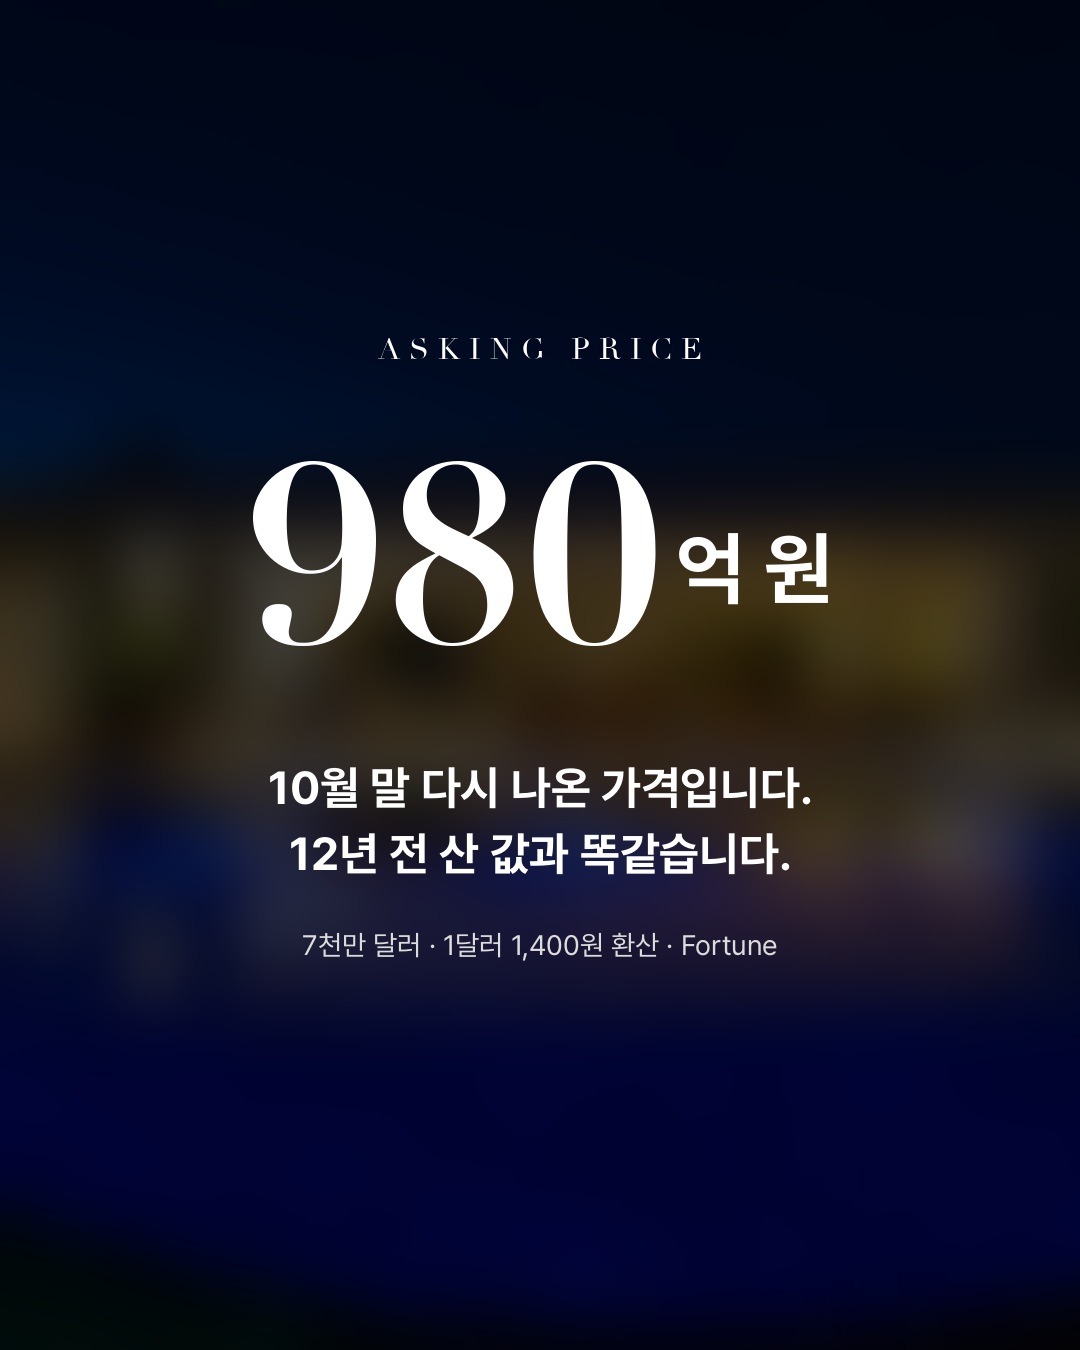 ASKING PRICE
980억 원
10월 말 다시 나온 가격입니다.
12년 전 산 값과 똑같습니다.
7천만 달러 · 1달러 1,400원 환산 · Fortune